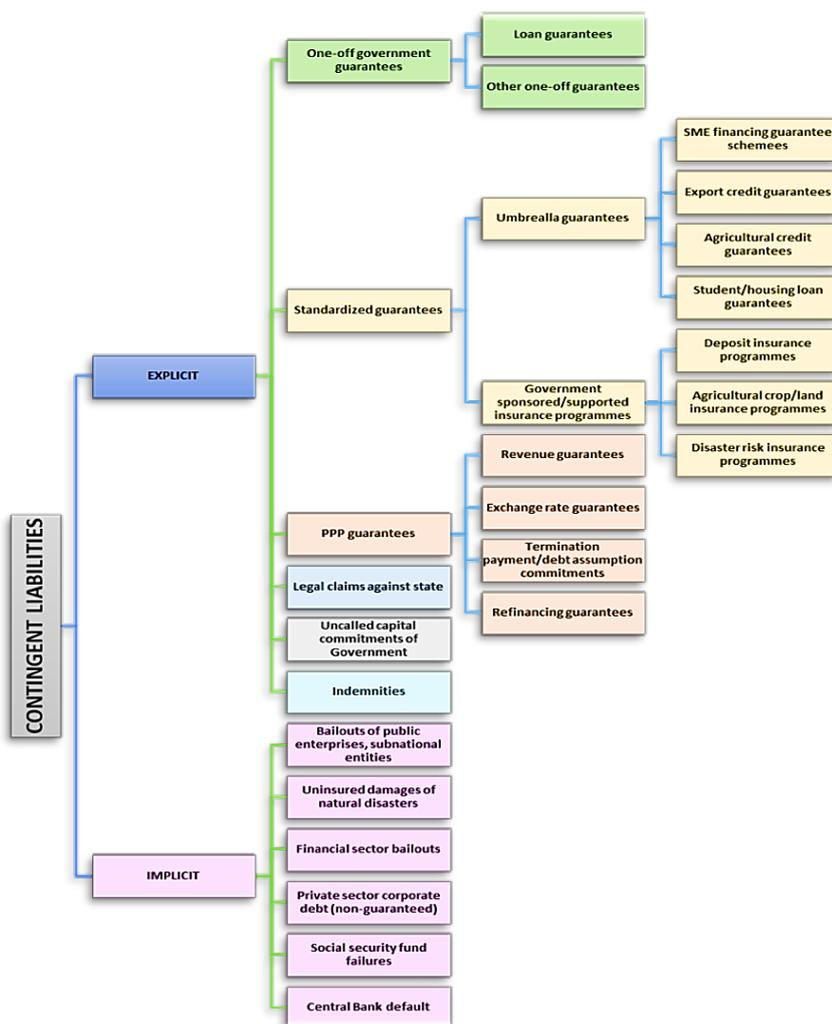 CONTINGENT LIABILITIES
EXPLICIT
One-off government
guarantees
Loan guarantees
Other one-off guarantees
Standardized guarantees
Umbrealla guarantees
SME financing guarantee
schemees
Export credit guarantees
Agricultural credit
guarantees
Student/housing loan
guarantees
Government
sponsored/supported
insurance programmes
Deposit insurance
programmes
Agricultural crop/land
insurance programmes
Disaster risk insurance
programmes
PPP guarantees
Revenue guarantees
Exchange rate guarantees
Termination
payment/debt assumption
commitments
Refinancing guarantees
Legal claims against state
Uncalled capital
commitments of
Government
Indemnities
IMPLICIT
Bailouts of public
enterprises, subnational
entities
Uninsured damages of
natural disasters
Financial sector bailouts
Private sector corporate
debt (non-guaranteed)
Social security fund
failures
Central Bank default